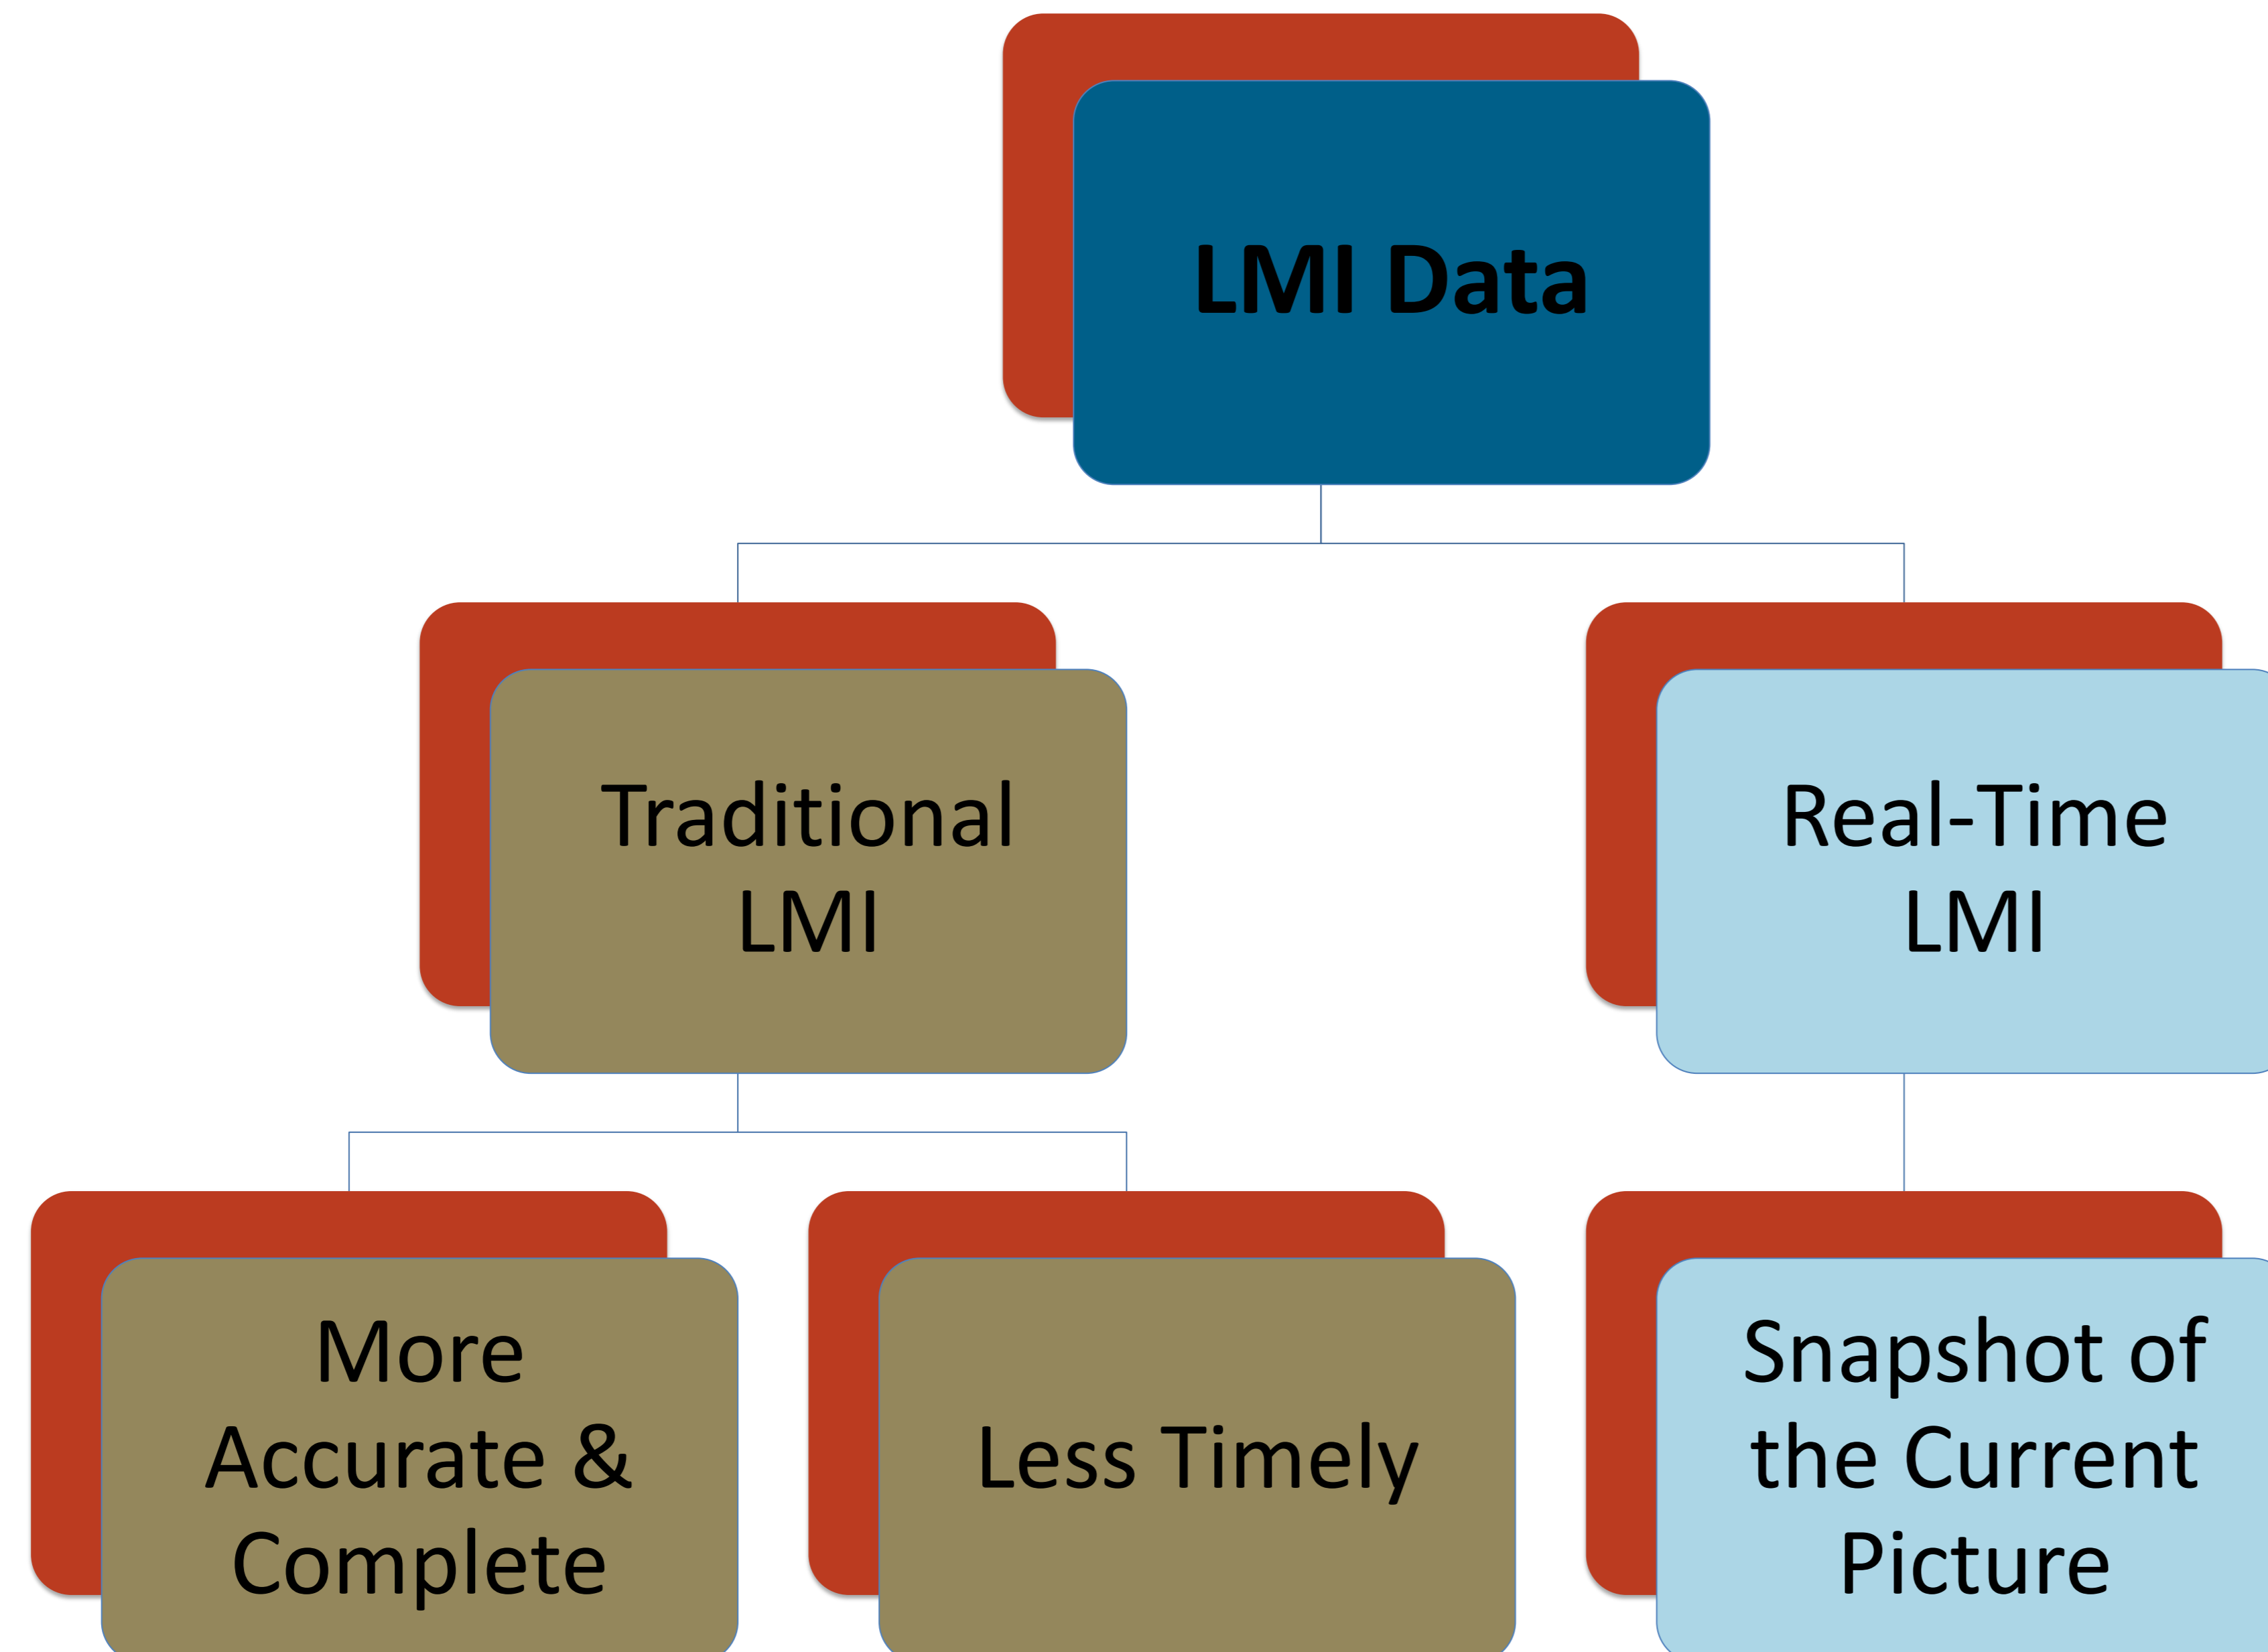 LMI Data
Traditional
LMI
Real-Time
LMI
More
Accurate &
Complete
Less Timely
Snapshot of
the Current
Picture